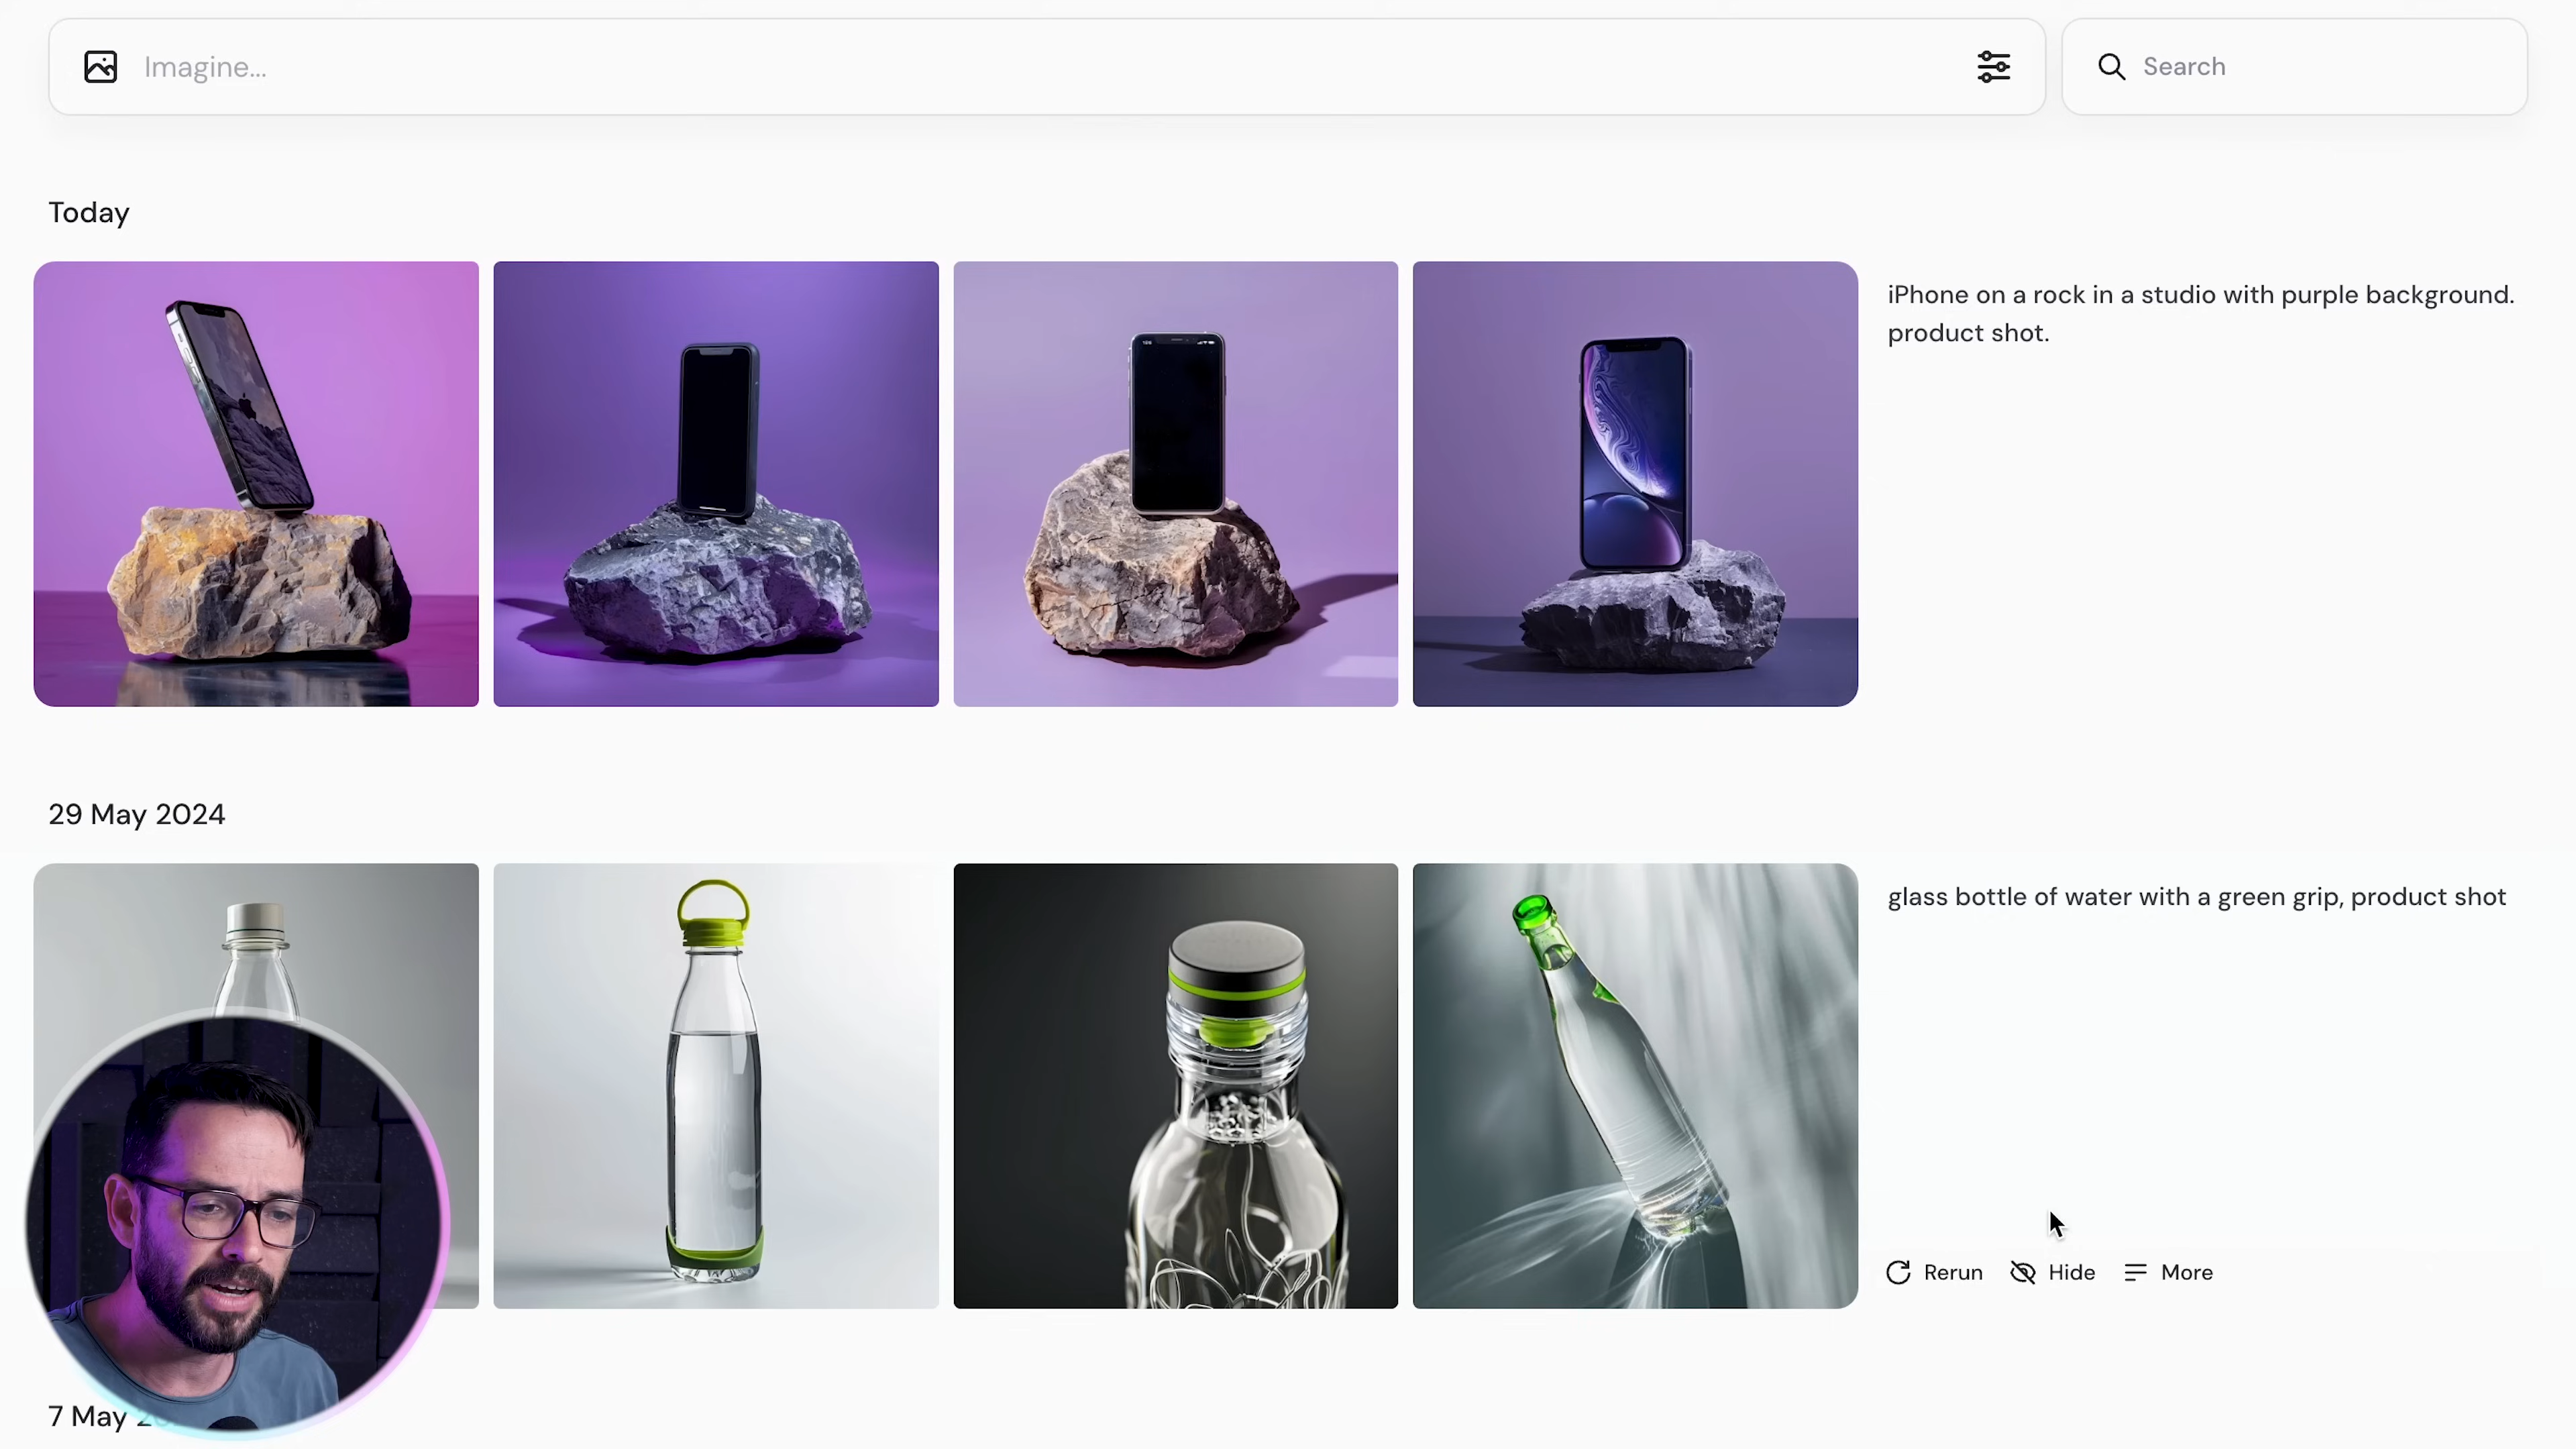 Imagine...
Search
Today
iPhone on a rock in a studio with purple background.
product shot.
29 May 2024
glass bottle of water with a green grip, product shot
Rerun
Hide
More
7 May